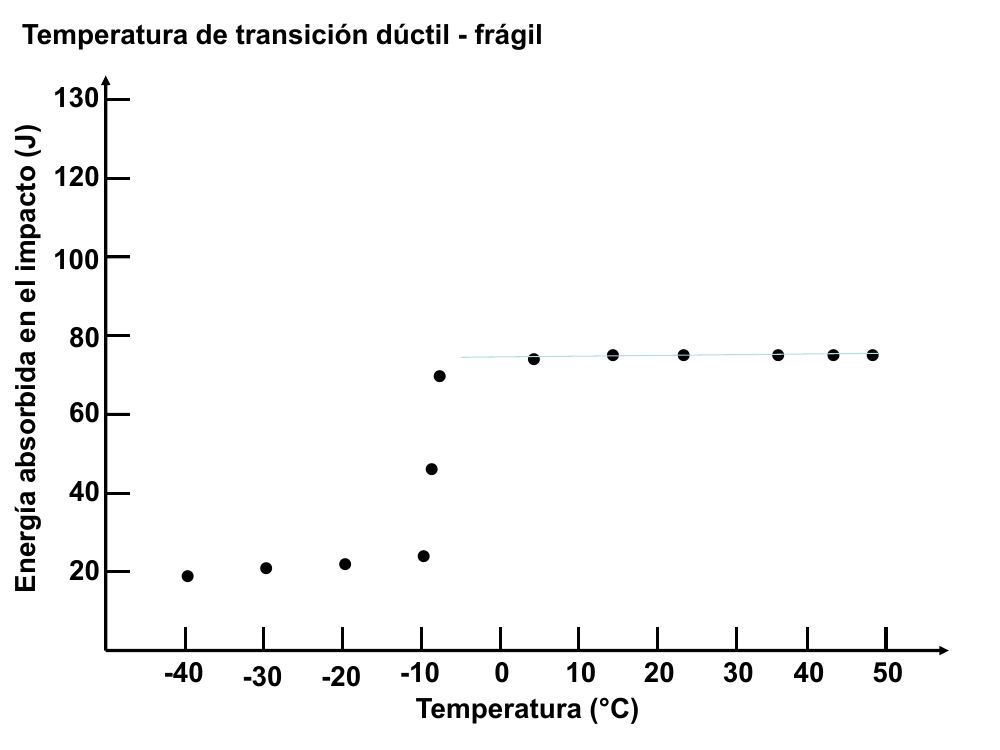 Temperatura de transición dúctil - frágil
Energía absorbida en el impacto (J)
130
120
100
80
60
40
20
-40 -30 -20 -10 0 10 20 30 40 50
Temperatura (°C)